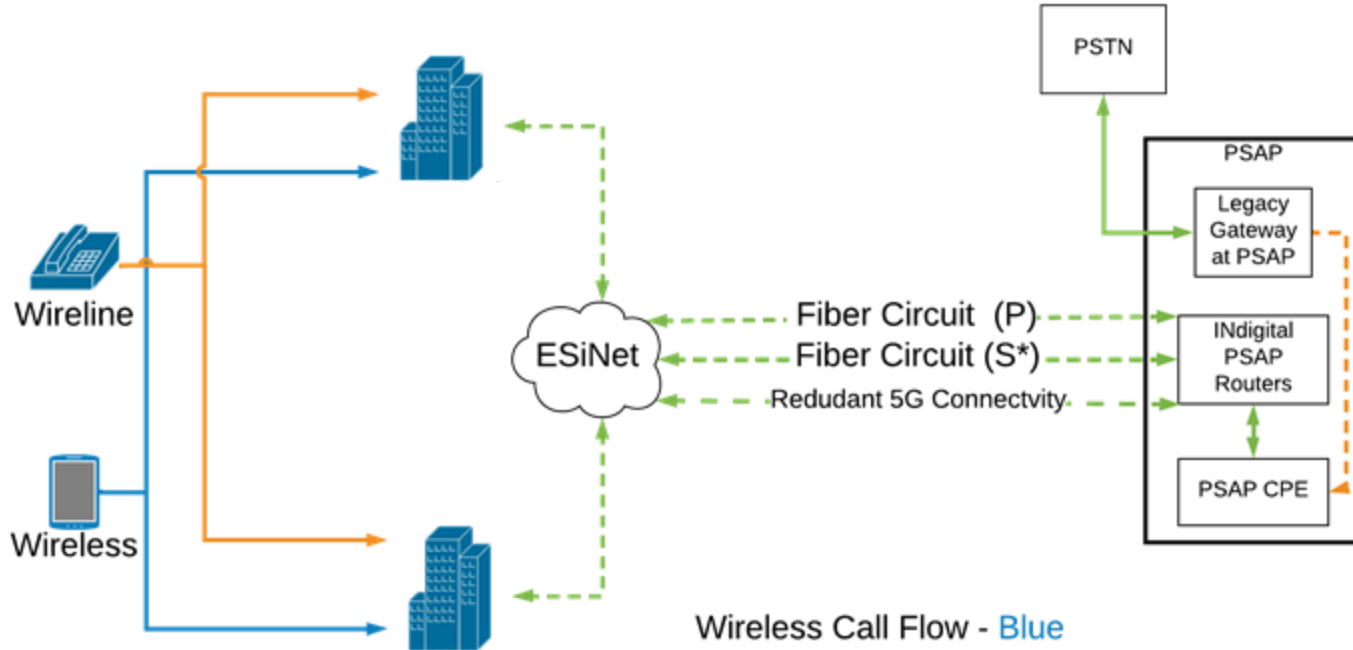 PSTN
PSAP
Legacy
Gateway
at PSAP
Wireline
Fiber Circuit (P)
ESiNet
Fiber Circuit (S*)
INdigital
PSAP
Routers
Redudant 5G Connectvity
PSAP CPE
Wireless
Wireless Call Flow - Blue